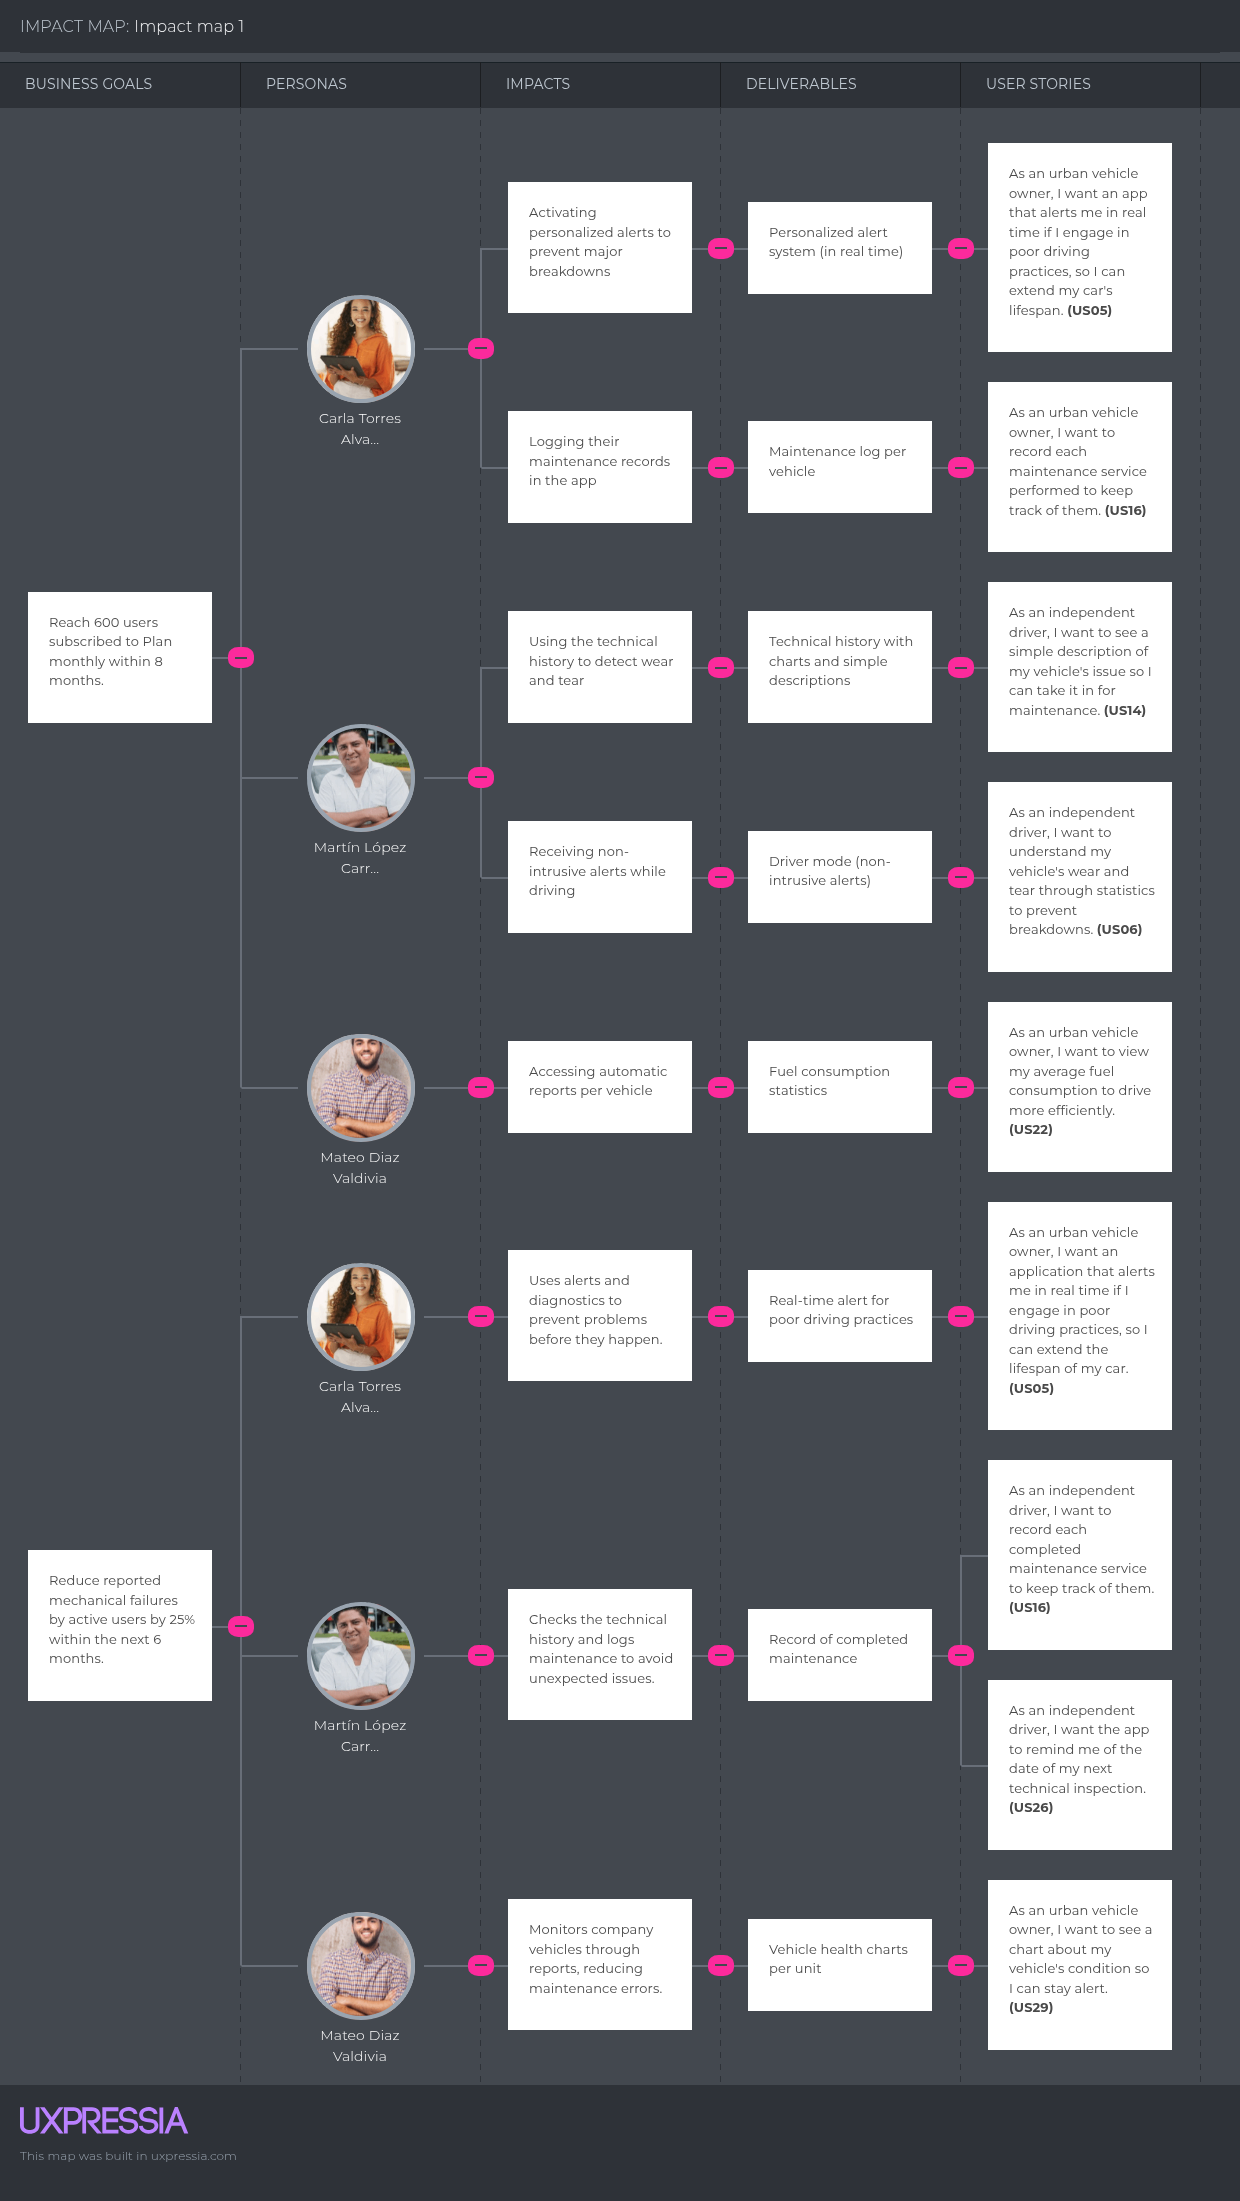 IMPACT MAP: Impact map 1
BUSINESS GOALS
PERSONAS
IMPACTS
DELIVERABLES
USER STORIES
Reach 600 users
subscribed to Plan
monthly within 8
months.
Carla Torres
Alva...
Activating
personalized alerts to
prevent major
breakdowns
Personalized alert
system (in real time)
As an urban vehicle
owner, I want an app
that alerts me in real
time if I engage in
poor driving
practices, so I can
extend my car's
lifespan. (US05)
Logging their
maintenance records
in the app
Maintenance log per
vehicle
As an urban vehicle
owner, I want to
record each
maintenance service
performed to keep
track of them. (US16)
Martín López
Carr...
Using the technical
history to detect wear
and tear
Technical history with
charts and simple
descriptions
As an independent
driver, I want to see a
simple description of
my vehicle's issue so I
can take it in for
maintenance. (US14)
Receiving non-
intrusive alerts while
driving
Driver mode (non-
intrusive alerts)
As an independent
driver, I want to
understand my
vehicle's wear and
tear through statistics
to prevent
breakdowns. (US06)
Mateo Diaz
Valdivia
Accessing automatic
reports per vehicle
Fuel consumption
statistics
As an urban vehicle
owner, I want to view
my average fuel
consumption to drive
more efficiently.
(US22)
Reduce reported
mechanical failures
by active users by 25%
within the next 6
months.
Carla Torres
Alva...
Uses alerts and
diagnostics to
prevent problems
before they happen.
Real-time alert for
poor driving practices
As an urban vehicle
owner, I want an
application that alerts
me in real time if I
engage in poor
driving practices, so I
can extend the
lifespan of my car.
(US05)
Martín López
Carr...
Checks the technical
history and logs
maintenance to avoid
unexpected issues.
Record of completed
maintenance
As an independent
driver, I want to
record each
completed
maintenance service
to keep track of them.
(US16)
As an independent
driver, I want the app
to remind me of the
date of my next
technical inspection.
(US26)
Mateo Diaz
Valdivia
Monitors company
vehicles through
reports, reducing
maintenance errors.
Vehicle health charts
per unit
As an urban vehicle
owner, I want to see a
chart about my
vehicle's condition so
I can stay alert.
(US29)
UXPRESSIA
This map was built in uxpressia.com